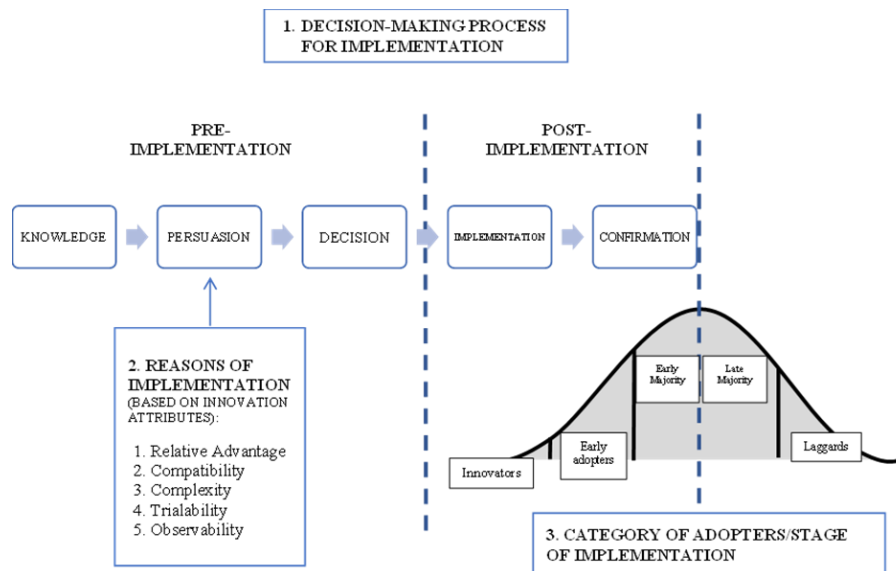 1. DECISION-MAKING PROCESS
FOR IMPLEMENTATION
PRE-
IMPLEMENTATION
POST-
IMPLEMENTATION
KNOWLEDGE
PERSUASION
DECISION
IMPLEMENTATION
CONFIRMATION
2. REASONS OF
IMPLEMENTATION
(BASED ON INNOVATION
ATTRIBUTES):
1. Relative Advantage
2. Compatibility
3. Complexity
4. Trialability
5. Observability
Innovators
Early
adopters
Early
Majority
Late
Majority
Laggards
3. CATEGORY OF ADOPTERS/STAGE
OF IMPLEMENTATION